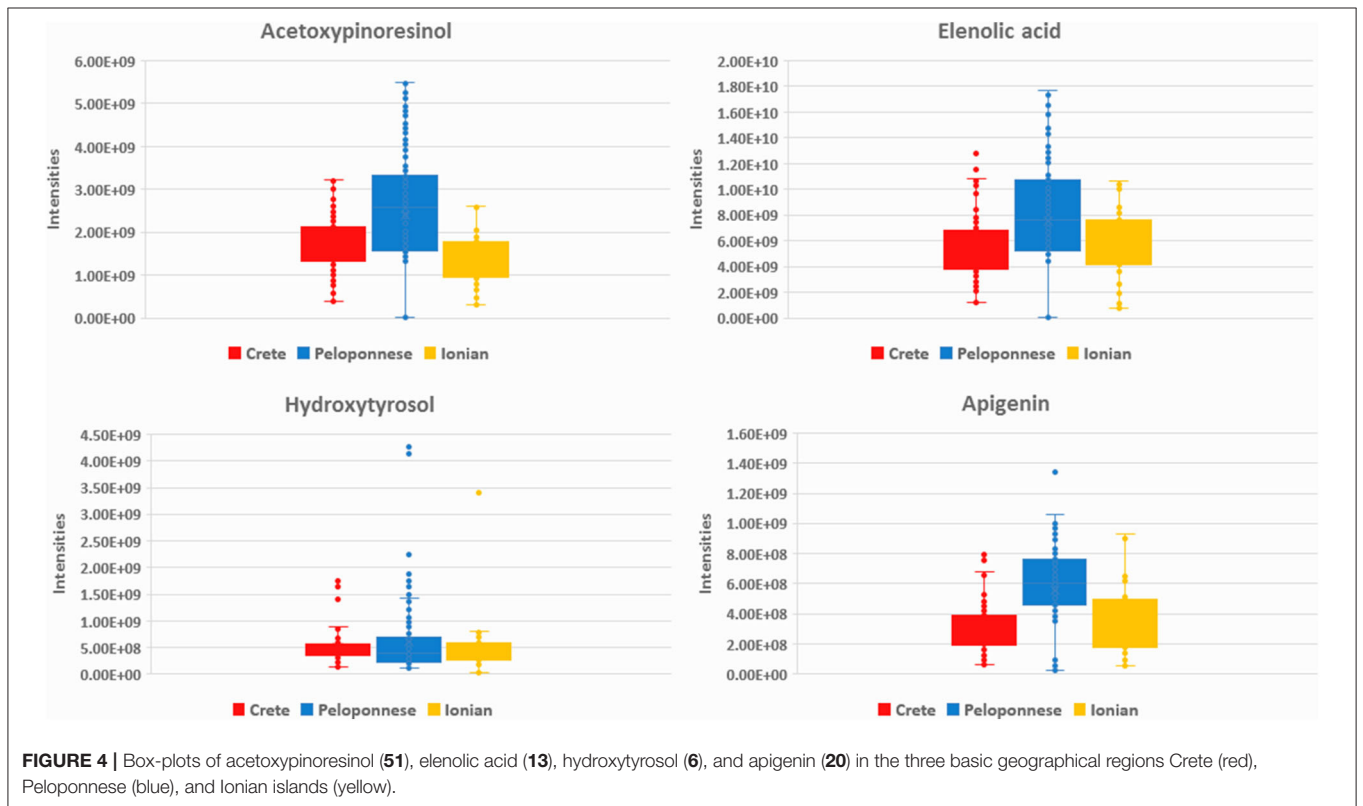 Acetoxypinoresinol
6.00E+09
5.00E+09
4.00E+09
3.00E+09
2.00E+09
1.00E+09
0.00E+00
Intensities
Crete Peloponnese Ionian
Elenolic acid
2.00E+10
1.80E+10
1.60E+10
1.40E+10
1.20E+10
1.00E+10
8.00E+09
6.00E+09
4.00E+09
2.00E+09
0.00E+00
Intensities
Crete Peloponnese Ionian
Hydroxytyrosol
4.50E+09
4.00E+09
3.50E+09
3.00E+09
2.50E+09
2.00E+09
1.50E+09
1.00E+09
5.00E+08
0.00E+00
Intensities
Crete Peloponnese Ionian
Apigenin
1.60E+09
1.40E+09
1.20E+09
1.00E+09
8.00E+08
6.00E+08
4.00E+08
2.00E+08
0.00E+00
Intensities
Crete Peloponnese Ionian
FIGURE 4 | Box-plots of acetoxypinoresinol (51), elenolic acid (13), hydroxytyrosol (6), and apigenin (20) in the three basic geographical regions Crete (red),
Peloponnese (blue), and Ionian islands (yellow).